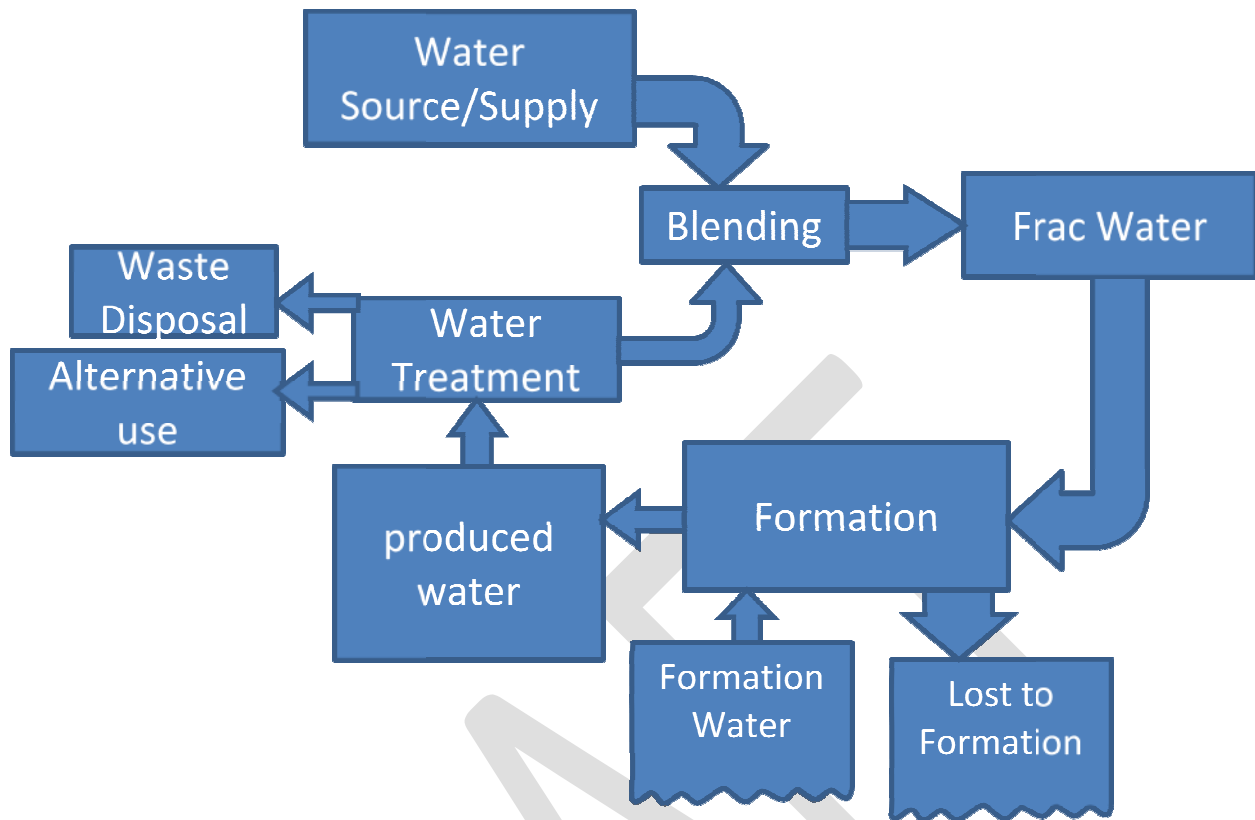 Water
Source/Supply
Blending
Frac Water
Waste
Disposal
Water
Treatment
Alternative
use
Formation
produced
water
Formation
Water
Lost to
Formation